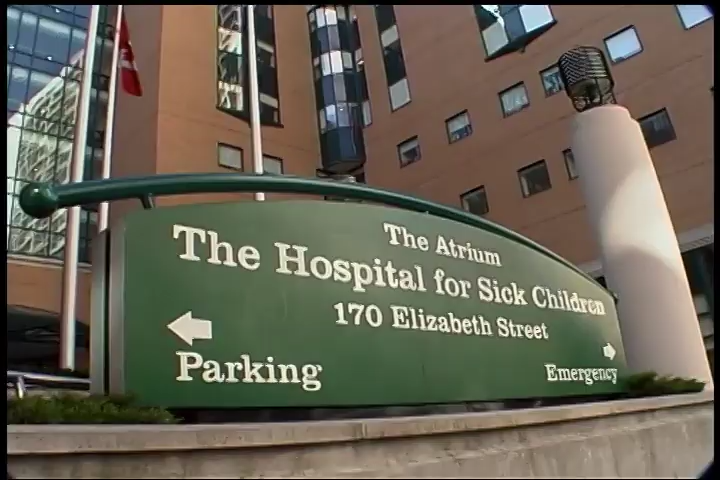 The Atrium
The Hospital for Sick Children
170 Elizabeth Street
Parking
Emergency